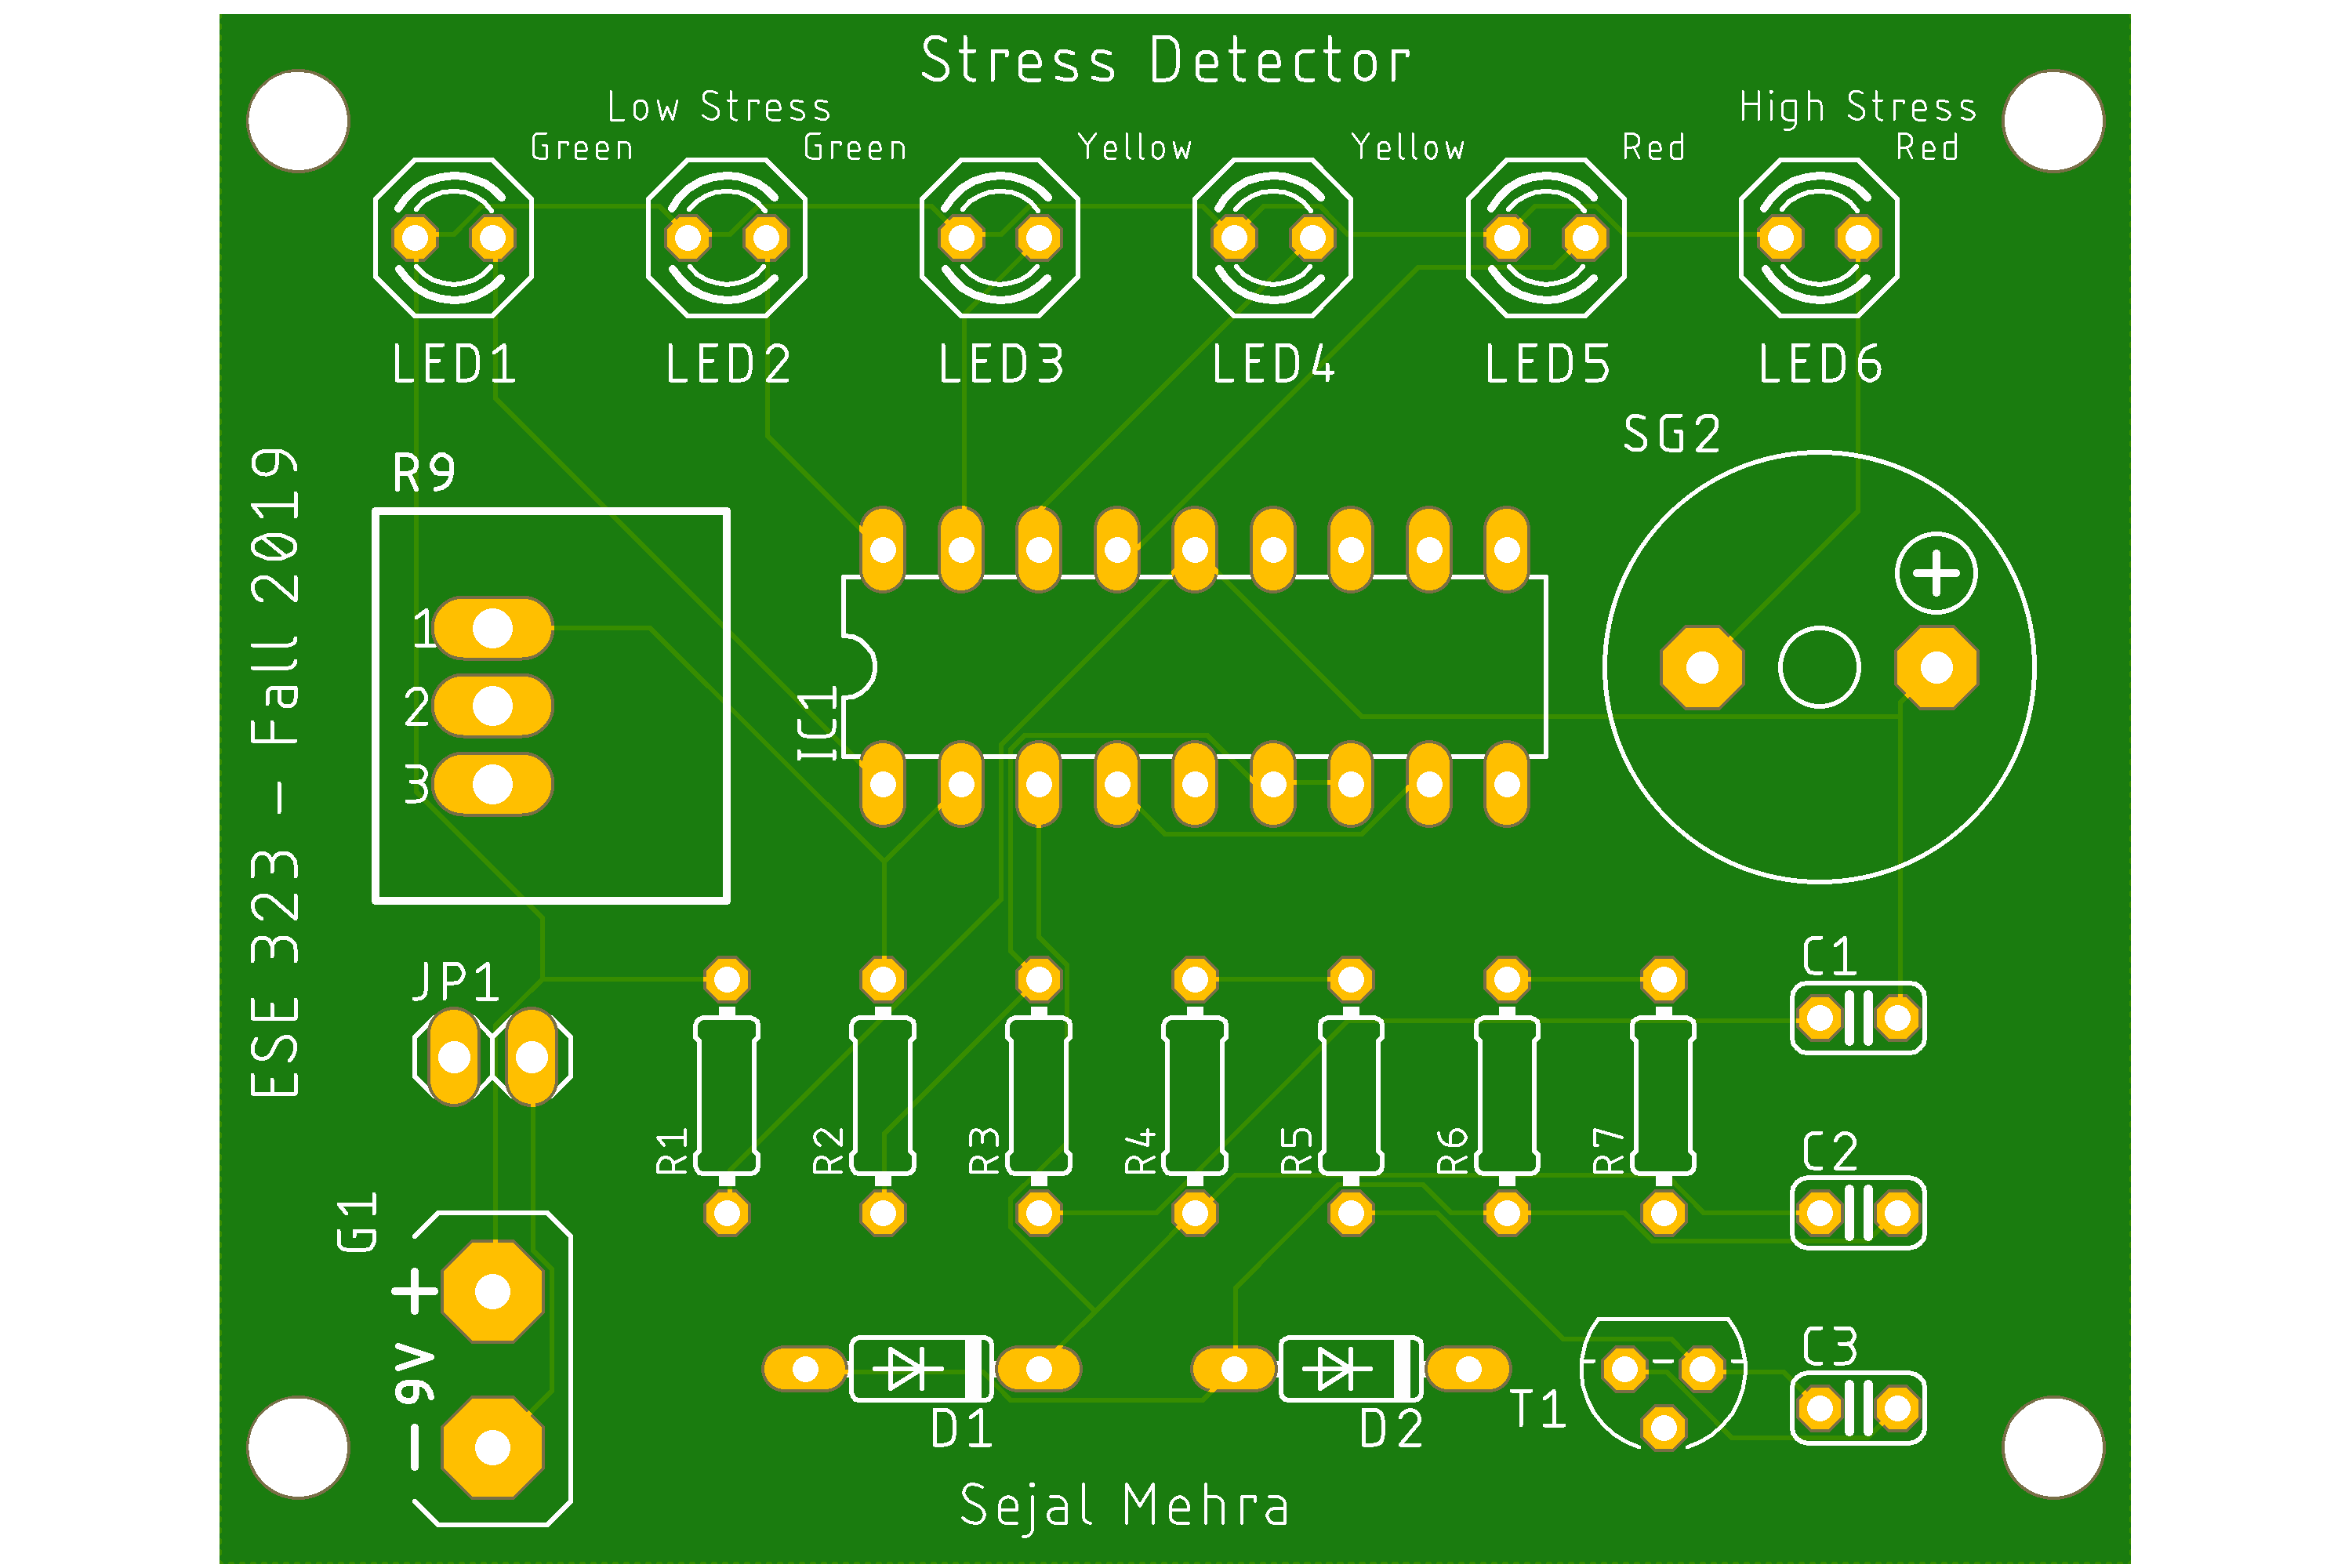 Stress Detector
Low Stress
High Stress
Green
Green
Yellow
Yellow
Red
Red
LED1
LED2
LED3
LED4
LED5
LED6
SG2
R9
+
1
2
3
IC1
ESE 323 - Fall 2019
JP1
C1
R1
R2
R3
R4
R5
R6
R7
C2
G1
+
9v
-
C3
D1
D2
T1
Sejal Mehra